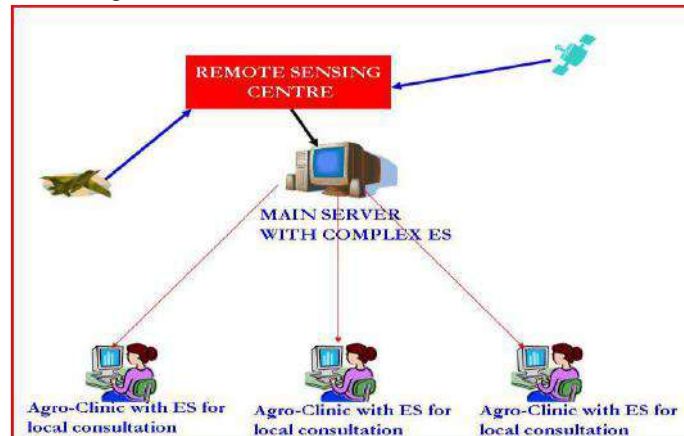 REMOTE SENSING
CENTRE
MAIN SERVER
WITH COMPLEX ES
Agro-Clinic with ES for
local consultation
Agro-Clinic with ES for
local consultation
Agro-Clinic with ES for
local consultation